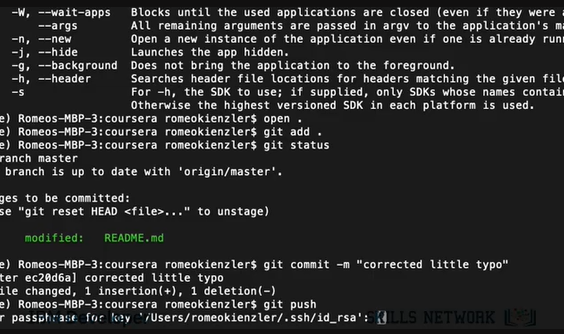 -W, --wait-apps Blocks until the used applications are closed (even if they were a
--args All remaining arguments are passed in argv to the application's ma
-n, --new Open a new instance of the application even if one is already runn
-j, --hide Launches the app hidden.
-g, --background Does not bring the application to the foreground.
-h, --header Searches header file locations for headers matching the given file
-s For -h, the SDK to use; if supplied, only SDKs whose names contain
Otherwise the highest versioned SDK in each platform is used.
e) Romeos-MBP-3:coursera romeokienzler$ open .
e) Romeos-MBP-3:coursera romeokienzler$ git add .
e) Romeos-MBP-3:coursera romeokienzler$ git status
ranch master
branch is up to date with 'origin/master'.
ges to be committed:
se "git reset HEAD <file>..." to unstage)
modified: README.md
e) Romeos-MBP-3:coursera romeokienzler$ git commit -m "corrected little typo"
ter ec20d6a] corrected little typo
ile changed, 1 insertion(+), 1 deletion(-)
e) Romeos-MBP-3:coursera romeokienzler$ git push
r passphrase for key '/Users/romeokienzler/.ssh/id_rsa':
SKILLS NETWORK